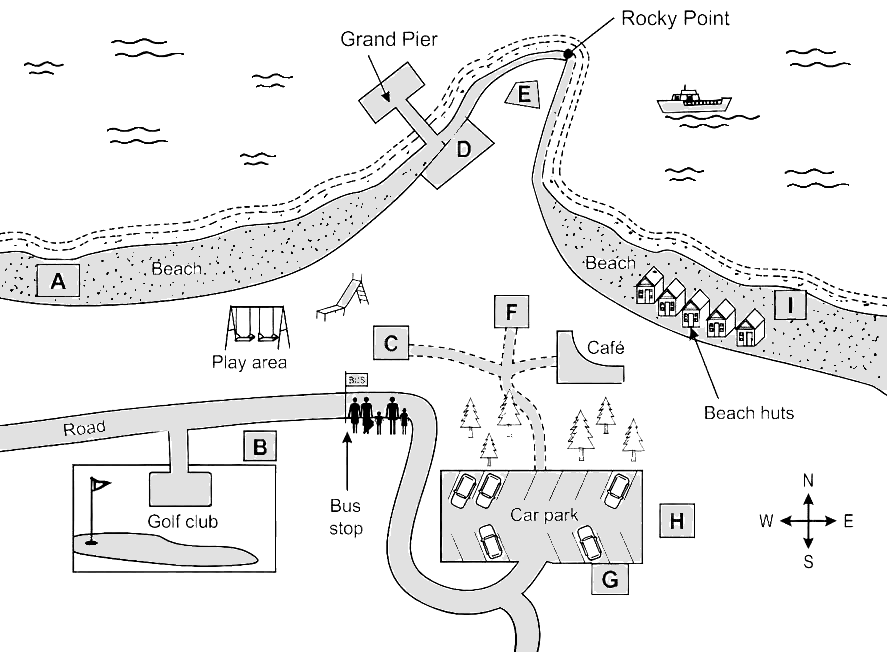 Rocky Point
Grand Pier
E
D
A
Beach
Beach
I
F
C
Café
Play area
BUS
Beach huts
Road
B
N
W
E
S
Bus
stop
Golf club
Car park
H
G